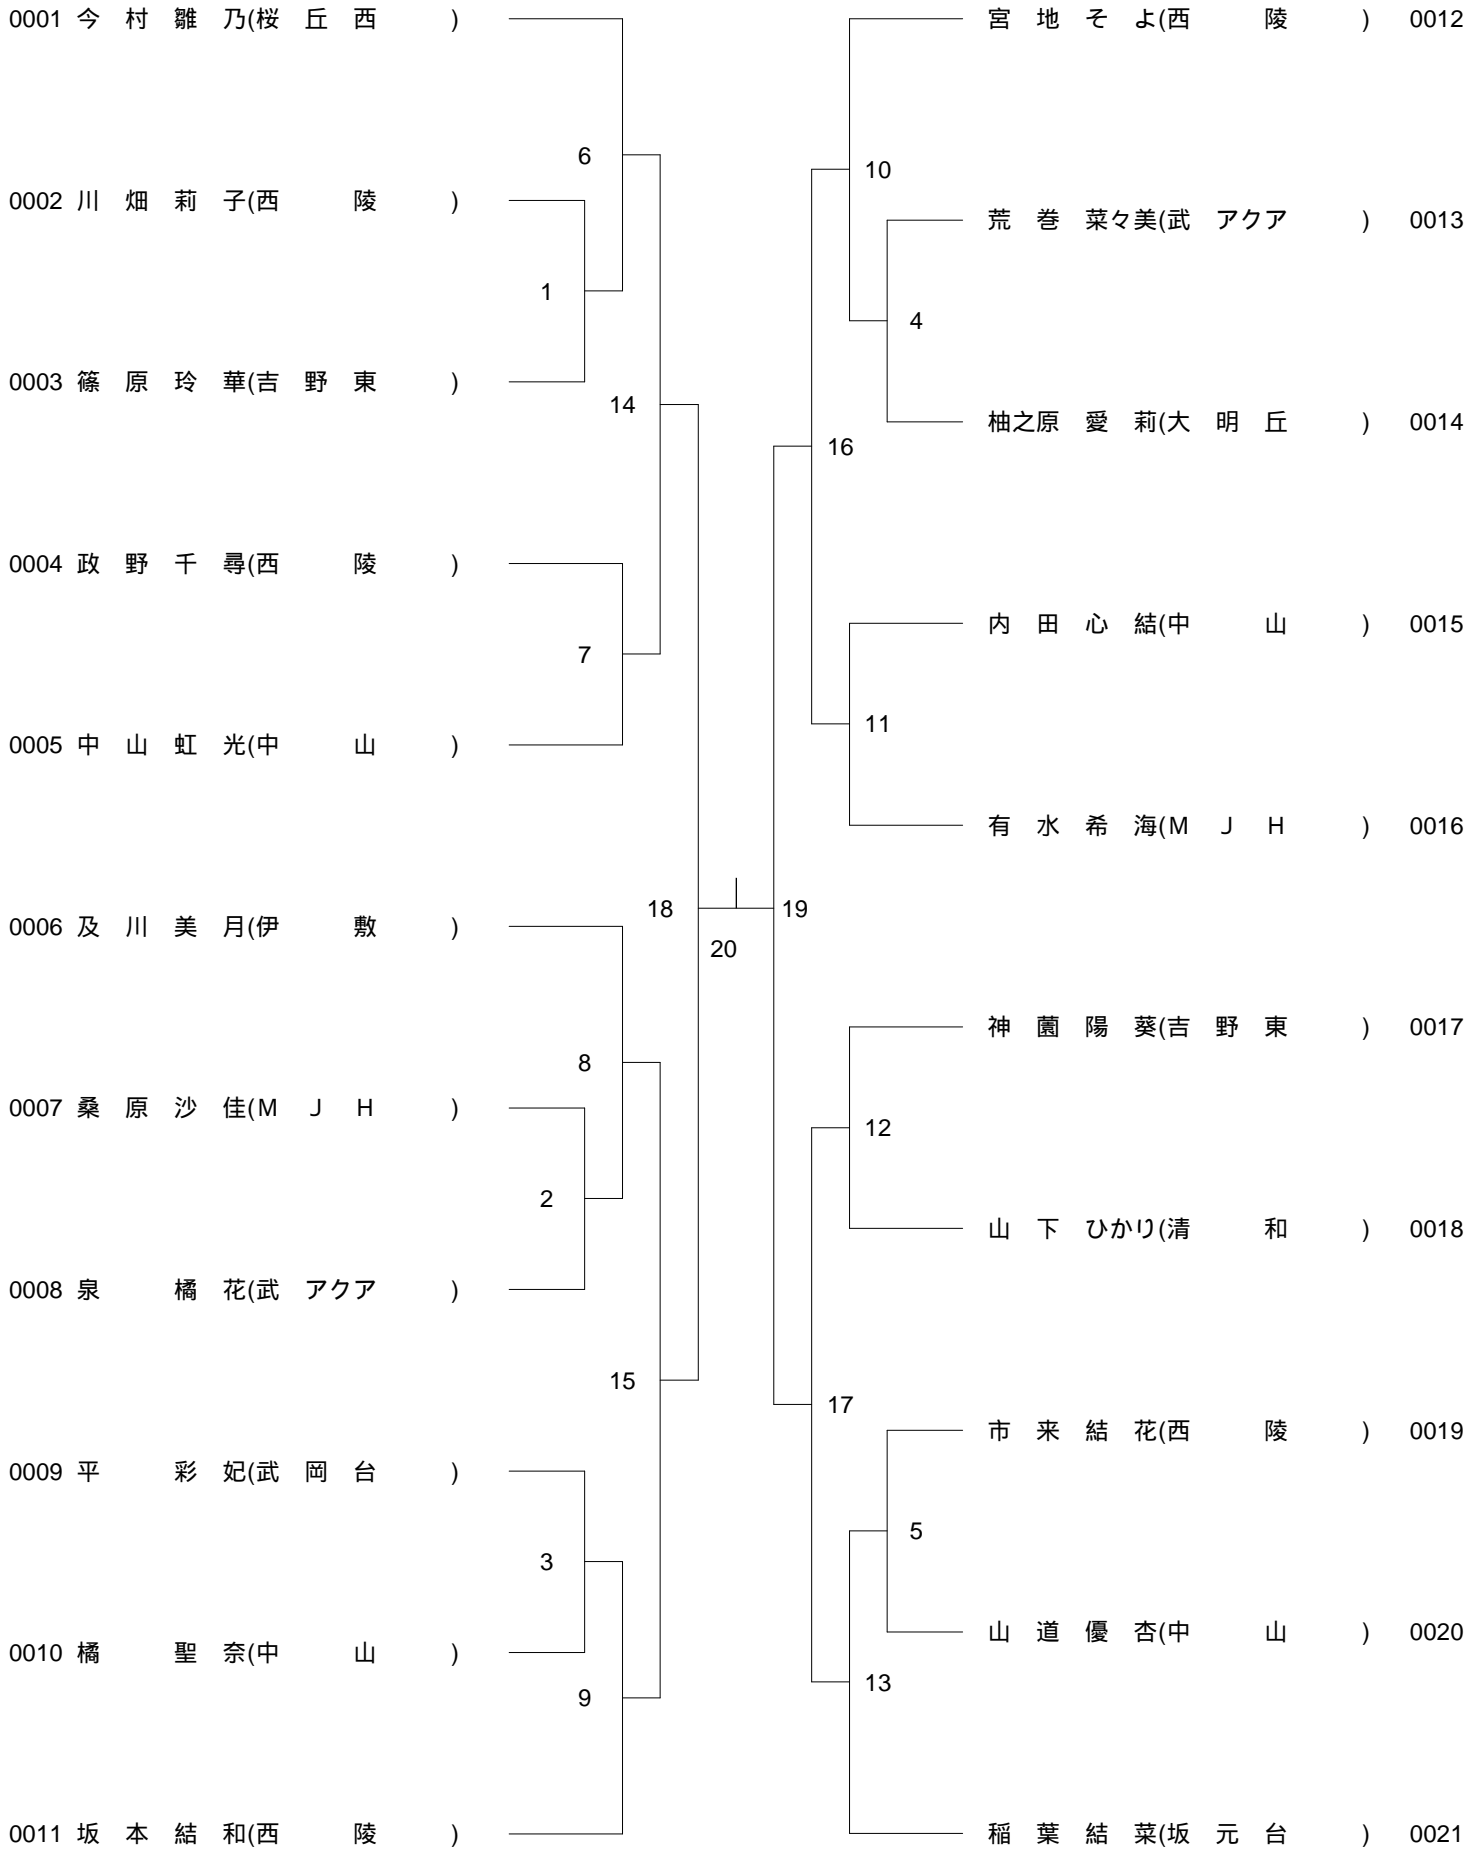 0001 今 村 雛 乃(桜 丘 西 )
6
0002 川 畑 莉 子(西 陵 )
1
0003 篠 原 玲 華(吉 野 東 )
14
0004 政 野 千 尋(西 陵 )
7
0005 中 山 虹 光(中 山 )
18
0006 及 川 美 月(伊 敷 )
20
8
0007 桑 原 沙 佳(M J H )
2
0008 泉 橘 花(武 アクア )
15
0009 平 彩 妃(武 岡 台 )
3
0010 橘 聖 奈(中 山 )
9
0011 坂 本 結 和(西 陵 )
宮 地 そ よ(西 陵 ) 0012
10
荒 巻 菜々美(武 アクア ) 0013
4
柚之原 愛 莉(大 明 丘 ) 0014
16
内 田 心 結(中 山 ) 0015
11
有 水 希 海(M J H ) 0016
19
神 薗 陽 葵(吉 野 東 ) 0017
12
山 下 ひかり(清 和 ) 0018
17
市 来 結 花(西 陵 ) 0019
5
山 道 優 杏(中 山 ) 0020
13
稲 葉 結 菜(坂 元 台 ) 0021